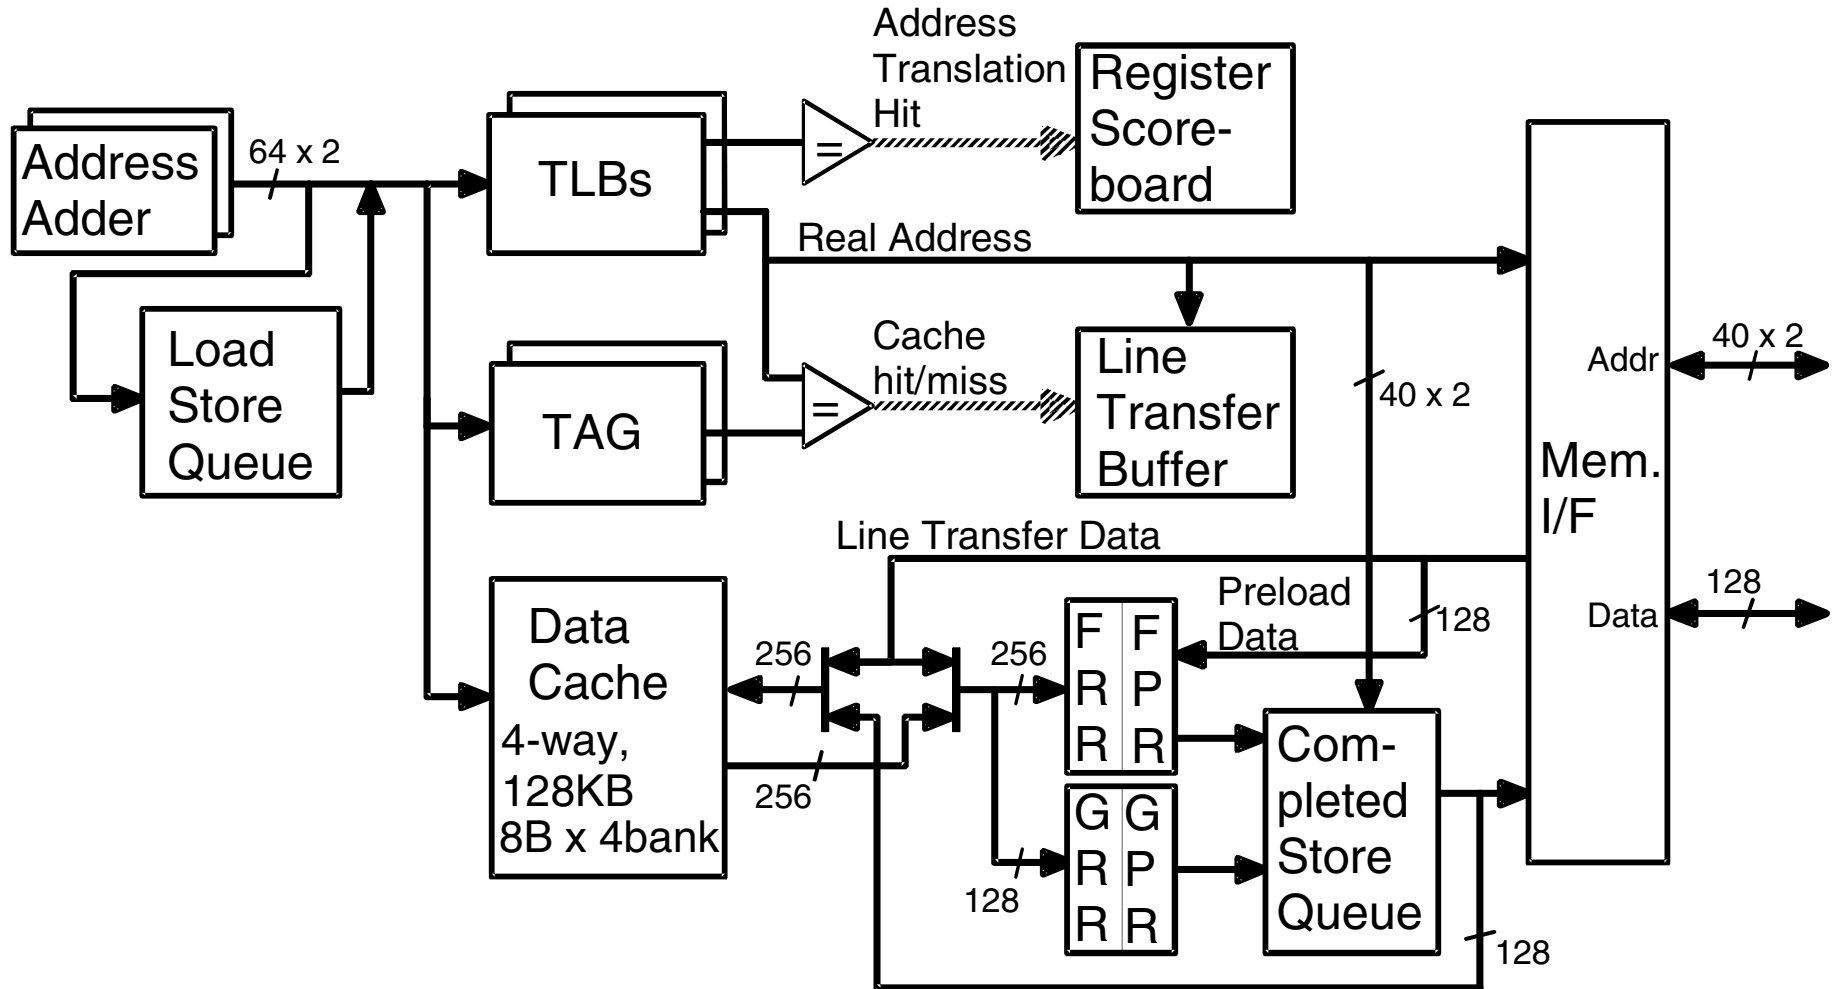 Address
Translation
Hit
Register
Score-
board
Address
Adder
64 x 2
TLBs
=
Real Address
Load
Store
Queue
TAG
Cache
hit/miss
=
Line
Transfer
Buffer
40 x 2
Addr
40 x 2
Mem.
I/F
Line Transfer Data
Data
128
Data
Cache
4-way,
128KB
8B x 4bank
256
256
256
128
F F
R P
R R
Preload
Data
128
G G
R P
R R
Com-
pleted
Store
Queue
128